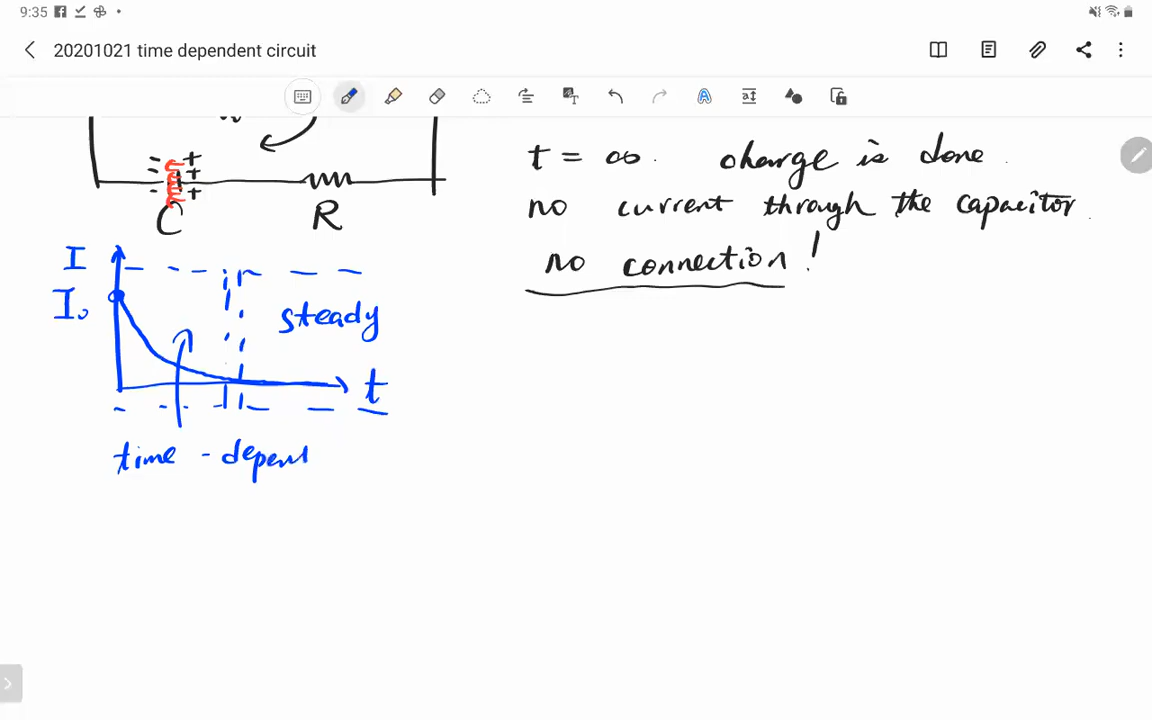 9:35
20201021 time dependent circuit
- +
- +
- +
C
R
t = ∞. charge is done.
no current through the capacitor.
no connection!
I
I₀
steady
t
time - depen